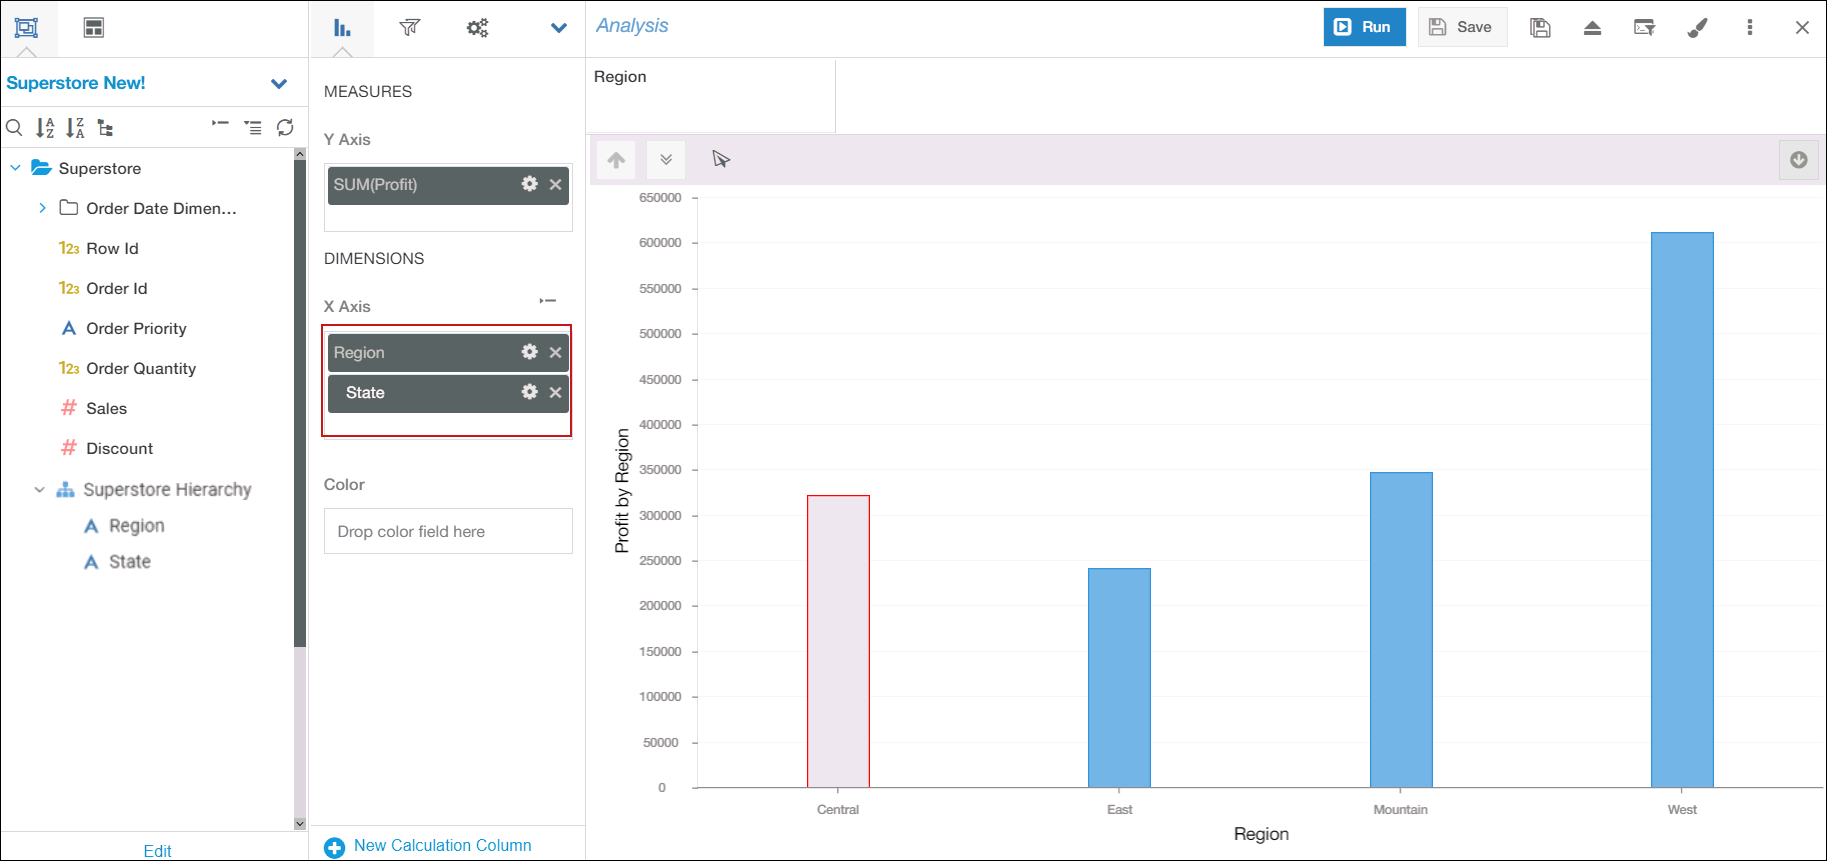 Superstore New!
Superstore
Order Date Dimen...
123 Row Id
123 Order Id
A Order Priority
123 Order Quantity
# Sales
# Discount
Superstore Hierarchy
A Region
A State
Edit
MEASURES
Y Axis
SUM(Profit)
DIMENSIONS
X Axis
Region
State
Color
Drop color field here
New Calculation Column
Analysis
Run
Save
Region
650000
600000
550000
500000
450000
400000
350000
300000
250000
200000
150000
100000
50000
0
Profit by Region
Central
East
Mountain
West
Region